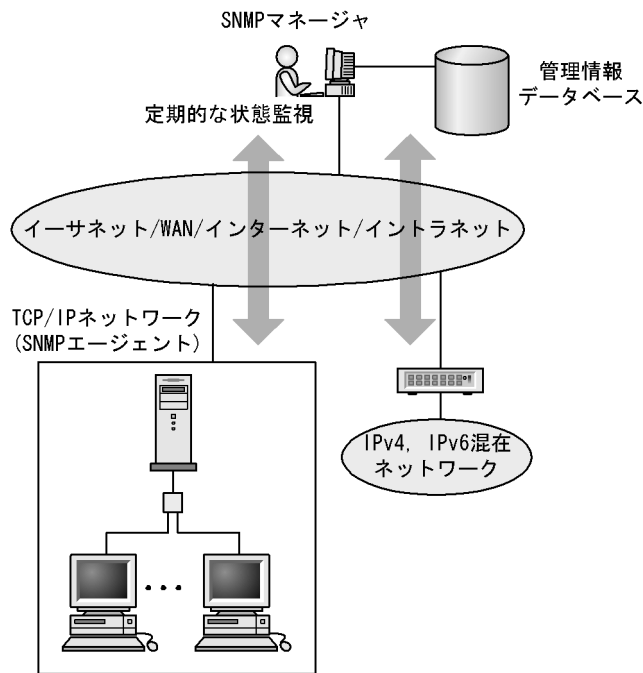 SNMPマネージャ
管理情報
データベース
定期的な状態監視
イーサネット/WAN/インターネット/イントラネット
TCP/IPネットワーク
(SNMPエージェント)
IPv4, IPv6混在
ネットワーク